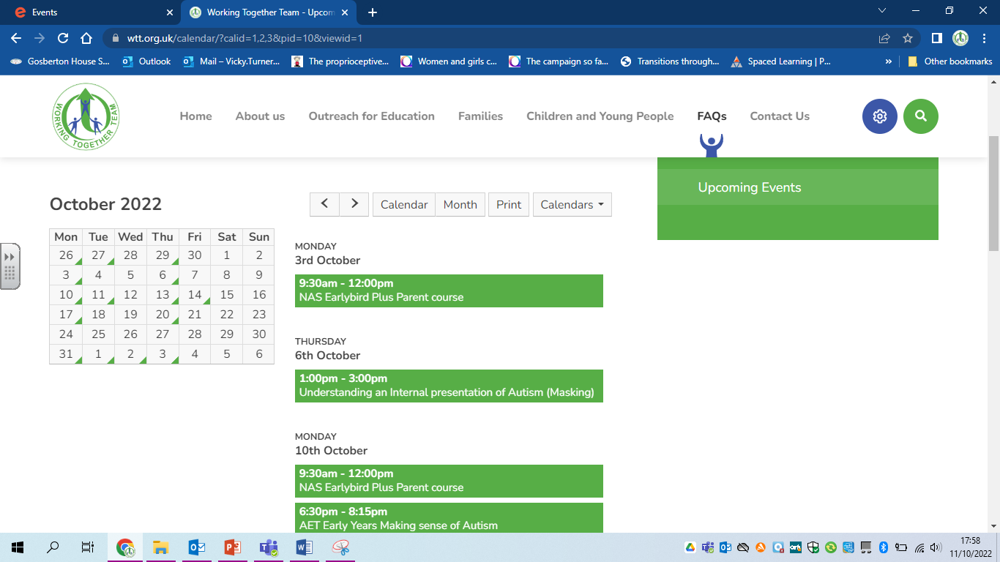 Events
Working Together Team - Upcom
wtt.org.uk/calendar/?calid=1,2,3&pid=10&viewid=1
Gosberton House S...
Outlook
Mail – Vicky.Turner...
The proprioceptive...
Women and girls c...
The campaign so fa...
Transitions through...
Spaced Learning | P...
»
Other bookmarks
WORKING TOGETHER TEAM
Home
About us
Outreach for Education
Families
Children and Young People
FAQs
Contact Us
Upcoming Events
October 2022
Calendar
Month
Print
Calendars
Mon Tue Wed Thu Fri Sat Sun
26 27 28 29 30 1 2
3 4 5 6 7 8 9
10 11 12 13 14 15 16
17 18 19 20 21 22 23
24 25 26 27 28 29 30
31 1 2 3 4 5 6
MONDAY
3rd October
9:30am - 12:00pm
NAS Earlybird Plus Parent course
THURSDAY
6th October
1:00pm - 3:00pm
Understanding an Internal presentation of Autism (Masking)
MONDAY
10th October
9:30am - 12:00pm
NAS Earlybird Plus Parent course
6:30pm - 8:15pm
AET Early Years Making sense of Autism
17:58
11/10/2022